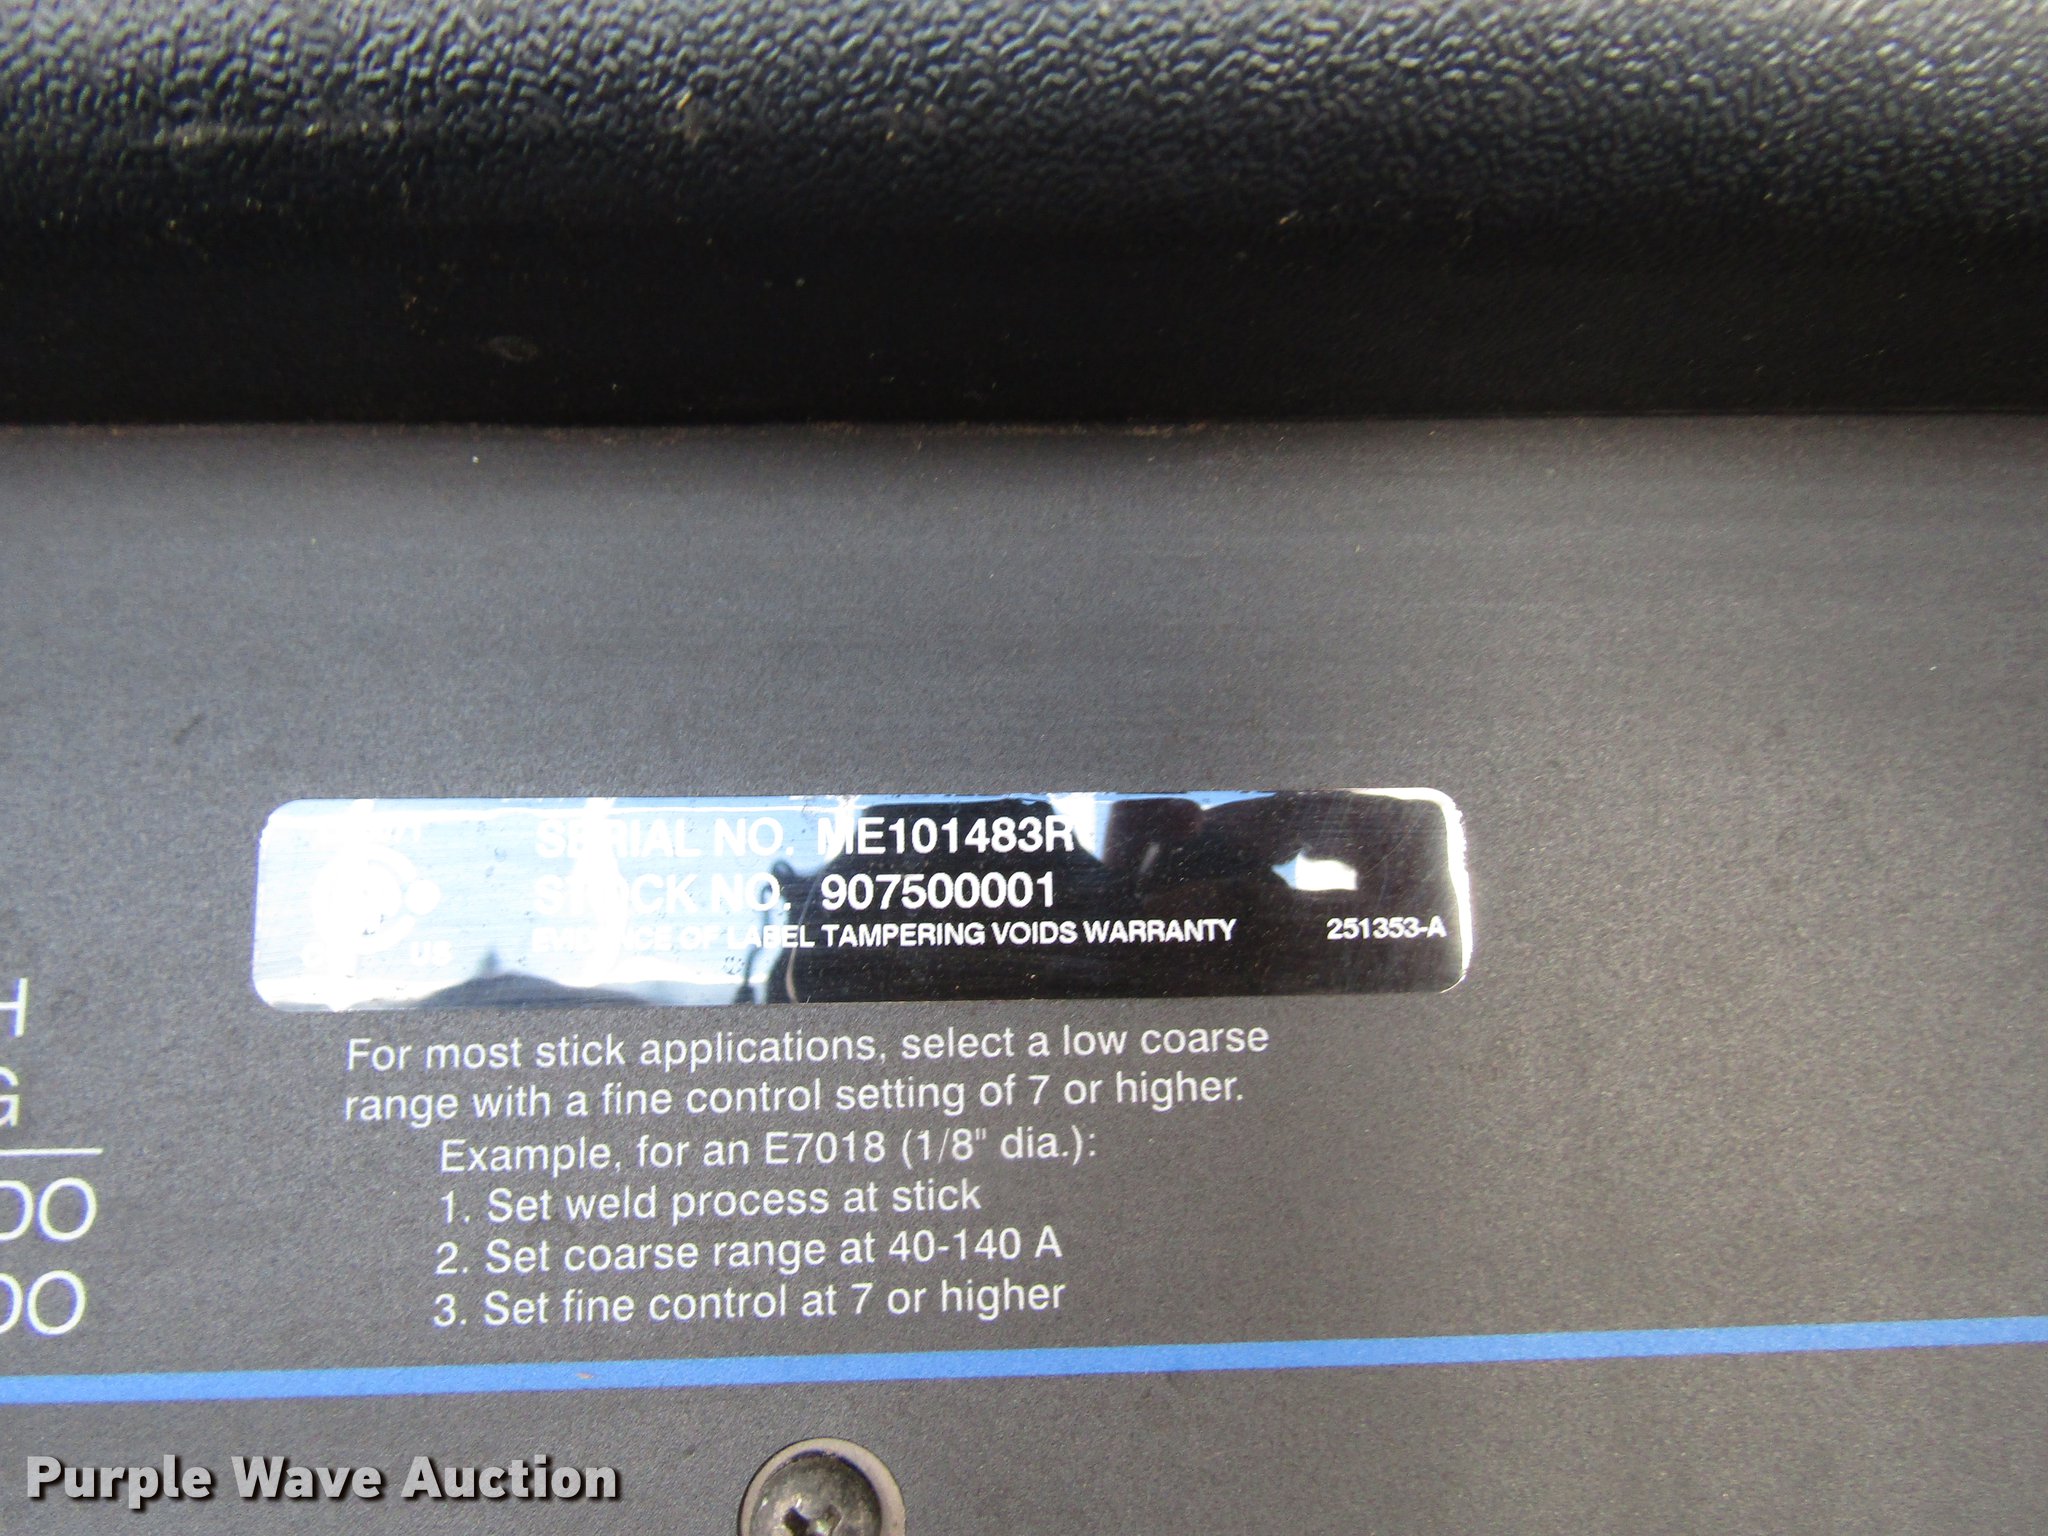 SERIAL NO. ME101483R
STOCK NO. 907500001
EVIDENCE OF LABEL TAMPERING VOIDS WARRANTY 251353-A
US
For most stick applications, select a low coarse
range with a fine control setting of 7 or higher.
Example, for an E7018 (1/8" dia.):
1. Set weld process at stick
2. Set coarse range at 40-140 A
3. Set fine control at 7 or higher
Purple Wave Auction